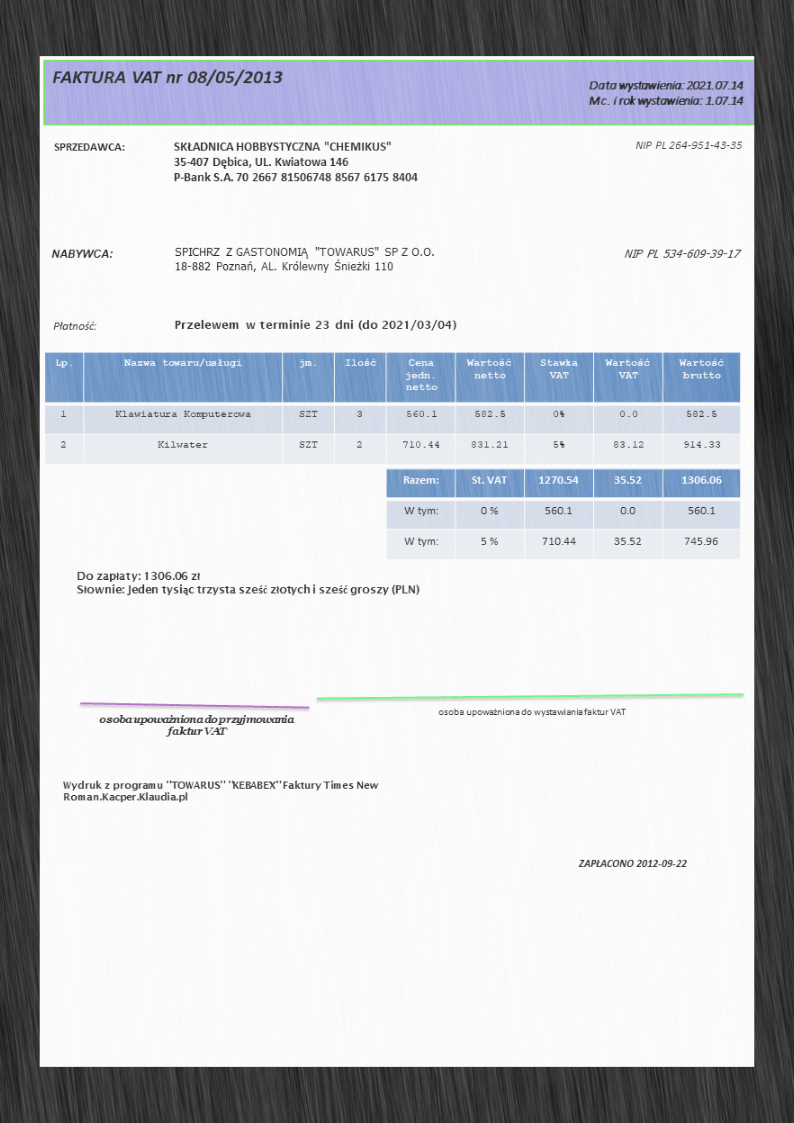 FAKTURA VAT nr 08/05/2013
Data wystawienia: 2021.07.14
Mc. i rok wystawienia: 1.07.14
SPRZEDAWCA: SKŁADNICA HOBBYSTYCZNA "CHEMIKUS" NIP PL 264-951-43-35
35-407 Dębica, UL. Kwiatowa 146
P-Bank S.A. 70 2667 81506748 8567 6175 8404
NABYWCA: SPICHRZ Z GASTONOMIĄ "TOWARUS" SP Z O.O. NIP PL 534-609-39-17
18-882 Poznań, AL. Królewny Śnieżki 110
Płatność: Przelewem w terminie 23 dni (do 2021/03/04)
Lp. Nazwa towaru/usługi jm. Ilość Cena jedn. netto Wartość netto Stawka VAT Wartość VAT Wartość brutto
1 Klawiatura Komputerowa SZT 3 560.1 582.5 0% 0.0 582.5
2 Kilwater SZT 2 710.44 831.21 5% 83.12 914.33
Razem: St. VAT 1270.54 35.52 1306.06
W tym: 0 % 560.1 0.0 560.1
W tym: 5 % 710.44 35.52 745.96
Do zapłaty: 1306.06 zł
Słownie: Jeden tysiąc trzysta sześć złotych i sześć groszy (PLN)
osoba upoważniona do przyjmowania
faktur VAT
osoba upoważniona do wystawiania faktur VAT
Wydruk z programu "TOWARUS" "KEBABEX" Faktury Times New
Roman.Kacper.Klaudia.pl
ZAPŁACONO 2012-09-22